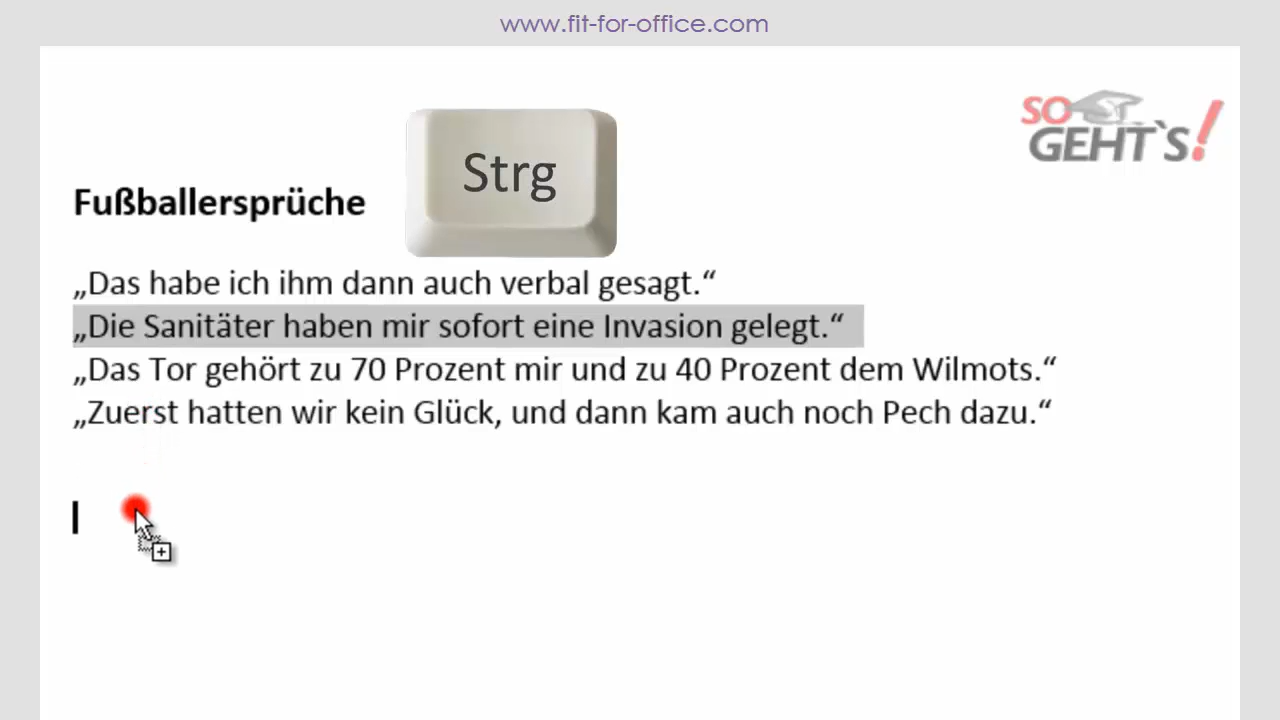 www.fit-for-office.com
SO
GEHT`S!
Strg
Fußballersprüche
„Das habe ich ihm dann auch verbal gesagt.“
„Die Sanitäter haben mir sofort eine Invasion gelegt.“
„Das Tor gehört zu 70 Prozent mir und zu 40 Prozent dem Wilmots.“
„Zuerst hatten wir kein Glück, und dann kam auch noch Pech dazu.“